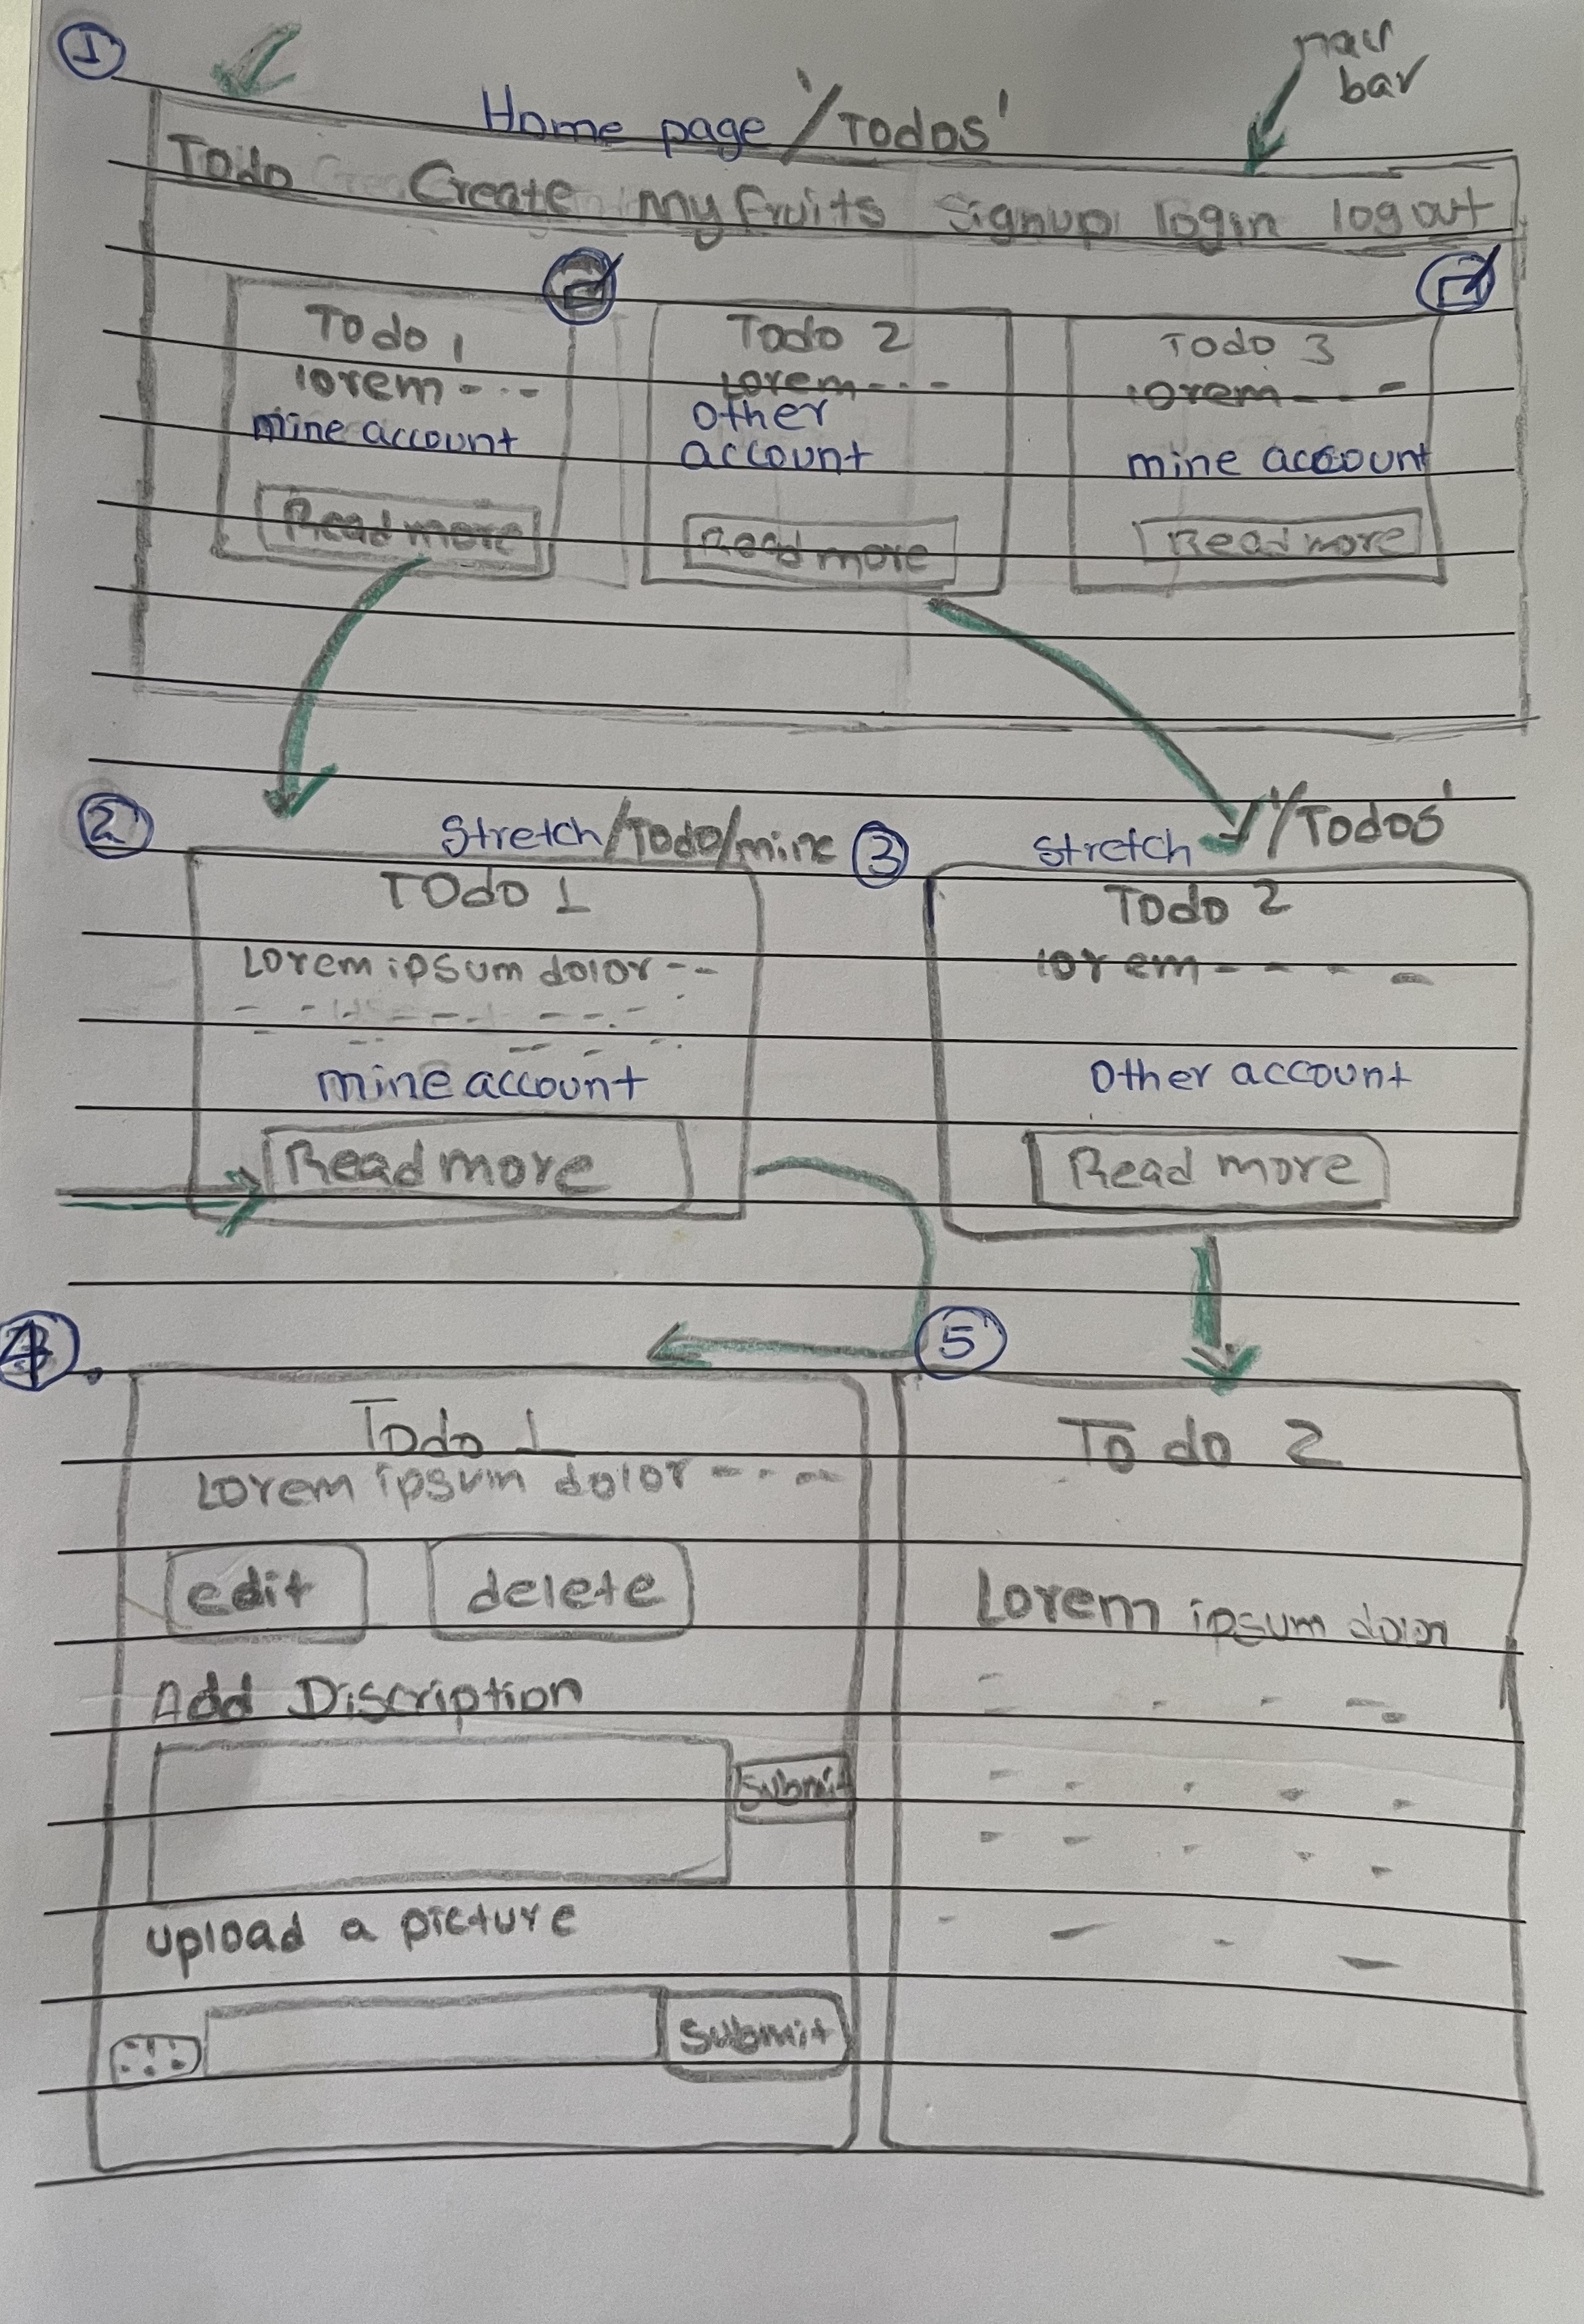 1
nav
bar
Home page '/Todos'
Todo Create my fruits Signup login logout
Todo 1
lorem - - -
mine account
Read more
Todo 2
Lorem - - -
other
account
Read more
Todo 3
lorem - - -
mine account
Read more
2
Stretch /Todo/mine
Todo 1
Lorem ipsum dolor - -
mine account
Read more
3
Stretch '/Todos'
Todo 2
lorem - - - -
Other account
Read more
4.
Todo 1
Lorem ipsum dolor - - - -
edit delete
Add Discription
Submit
upload a picture
Submit
5
To do 2
Lorem ipsum dolor